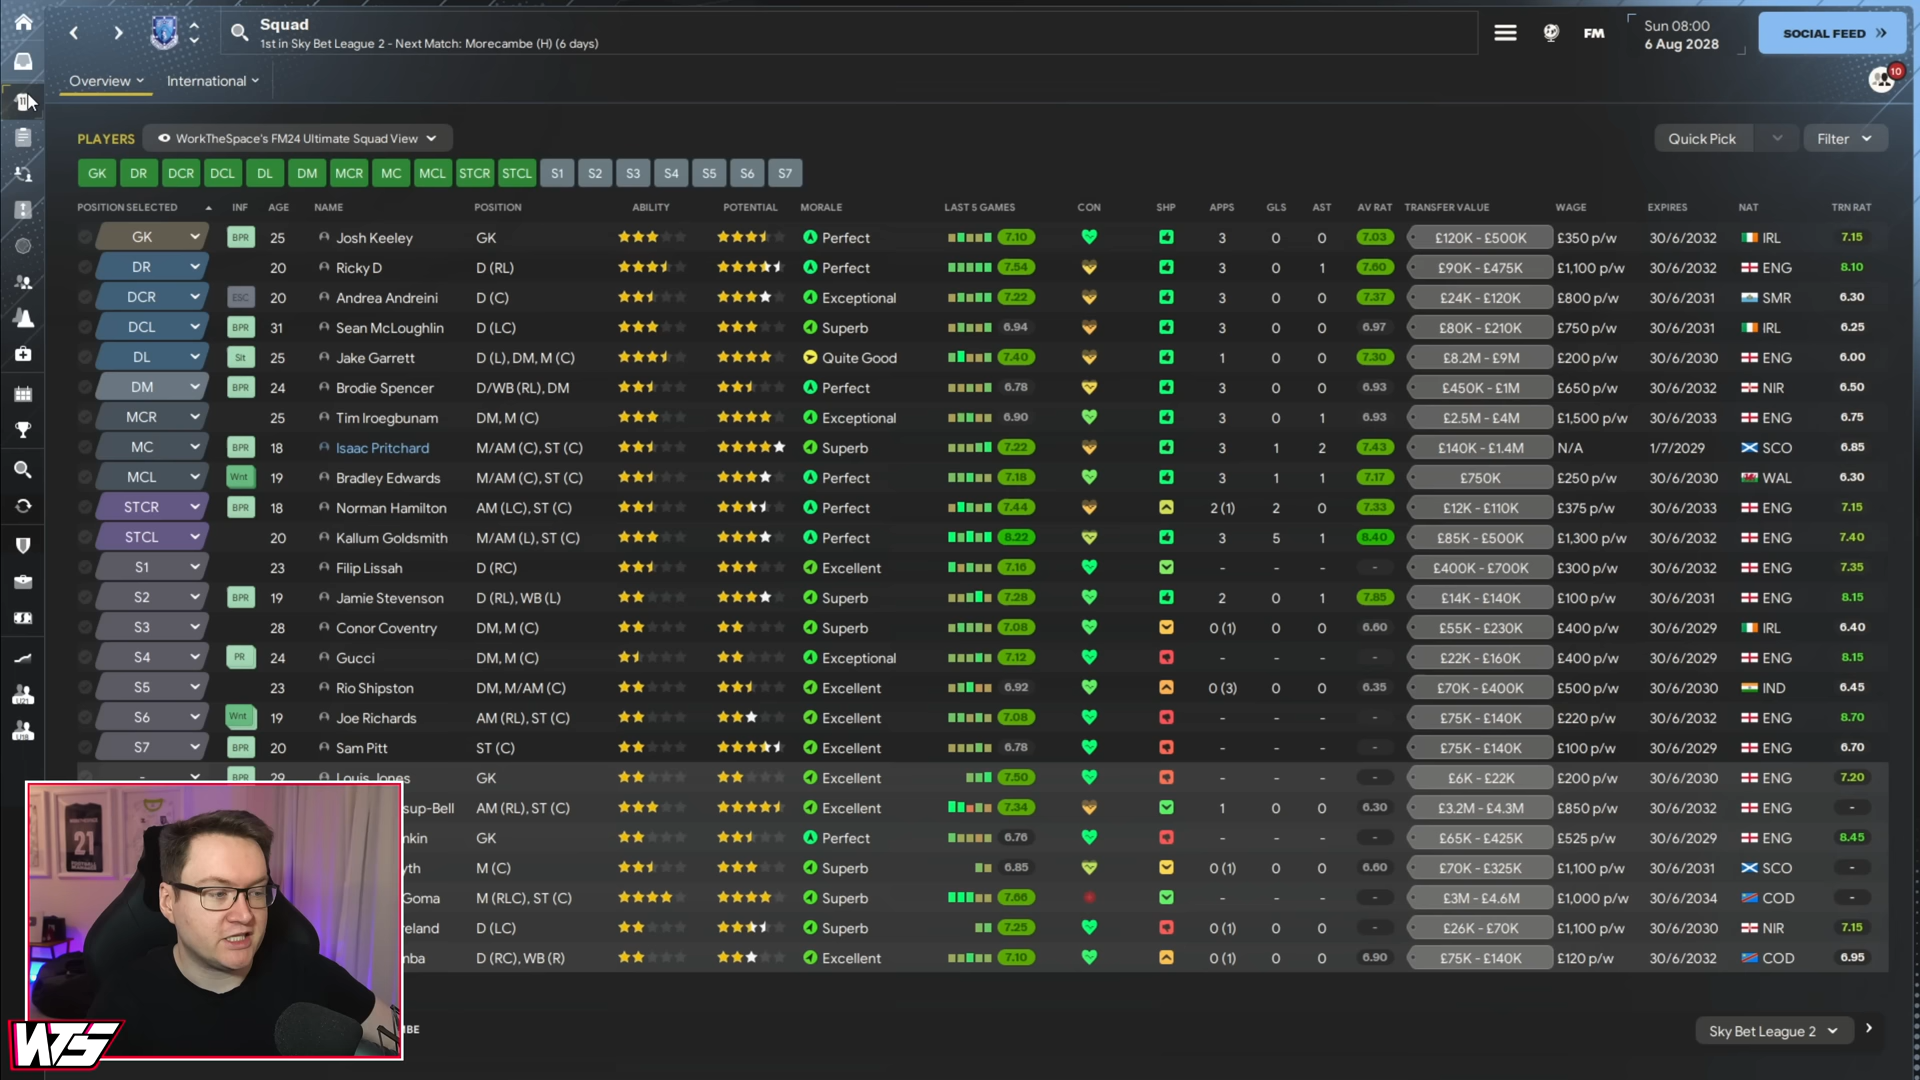 Squad
1st in Sky Bet League 2 - Next Match: Morecambe (H) (6 days)
FM
Sun 08:00
6 Aug 2028
SOCIAL FEED
Overview
International
10
PLAYERS
WorkTheSpace's FM24 Ultimate Squad View
Quick Pick
Filter
GK DR DCR DCL DL DM MCR MC MCL STCR STCL S1 S2 S3 S4 S5 S6 S7
POSITION SELECTED INF AGE NAME POSITION ABILITY POTENTIAL MORALE LAST 5 GAMES CON SHP APPS GLS AST AV RAT TRANSFER VALUE WAGE EXPIRES NAT TRN RAT
GK BPR 25 Josh Keeley GK Perfect 7.10 3 0 0 7.03 £120K - £500K £350 p/w 30/6/2032 IRL 7.15
DR 20 Ricky D D (RL) Perfect 7.54 3 0 1 7.60 £90K - £475K £1,100 p/w 30/6/2032 ENG 8.10
DCR ESC 20 Andrea Andreini D (C) Exceptional 7.22 3 0 0 7.37 £24K - £120K £800 p/w 30/6/2031 SMR 6.30
DCL BPR 31 Sean McLoughlin D (LC) Superb 6.94 3 0 0 6.97 £80K - £210K £750 p/w 30/6/2031 IRL 6.25
DL Slt 25 Jake Garrett D (L), DM, M (C) Quite Good 7.40 1 0 0 7.30 £8.2M - £9M £200 p/w 30/6/2030 ENG 6.00
DM BPR 24 Brodie Spencer D/WB (RL), DM Perfect 6.78 3 0 0 6.93 £450K - £1M £650 p/w 30/6/2032 NIR 6.50
MCR 25 Tim Iroegbunam DM, M (C) Exceptional 6.90 3 0 1 6.93 £2.5M - £4M £1,500 p/w 30/6/2033 ENG 6.75
MC BPR 18 Isaac Pritchard M/AM (C), ST (C) Superb 7.22 3 1 2 7.43 £140K - £1.4M N/A 1/7/2029 SCO 6.85
MCL Wnt 19 Bradley Edwards M/AM (C), ST (C) Perfect 7.18 3 1 1 7.17 £750K £250 p/w 30/6/2030 WAL 6.30
STCR BPR 18 Norman Hamilton AM (LC), ST (C) Perfect 7.44 2 (1) 2 0 7.33 £12K - £110K £375 p/w 30/6/2033 ENG 7.15
STCL 20 Kallum Goldsmith M/AM (L), ST (C) Perfect 8.22 3 5 1 8.40 £85K - £500K £1,300 p/w 30/6/2032 ENG 7.40
S1 23 Filip Lissah D (RC) Excellent 7.16 - - - - £400K - £700K £300 p/w 30/6/2032 ENG 7.35
S2 BPR 19 Jamie Stevenson D (RL), WB (L) Superb 7.28 2 0 1 7.85 £14K - £140K £100 p/w 30/6/2031 ENG 8.15
S3 28 Conor Coventry DM, M (C) Superb 7.08 0 (1) 0 0 6.60 £55K - £230K £400 p/w 30/6/2029 IRL 6.40
S4 PR 24 Gucci DM, M (C) Exceptional 7.12 - - - - £22K - £160K £400 p/w 30/6/2029 ENG 8.15
S5 23 Rio Shipston DM, M/AM (C) Excellent 6.92 0 (3) 0 0 6.35 £70K - £400K £500 p/w 30/6/2030 IND 6.45
S6 Wnt 19 Joe Richards AM (RL), ST (C) Excellent 7.08 - - - - £75K - £140K £220 p/w 30/6/2032 ENG 8.70
S7 BPR 20 Sam Pitt ST (C) Excellent 6.78 - - - - £75K - £140K £100 p/w 30/6/2029 ENG 6.70
- BPR 29 Louis Jones GK Excellent 7.50 - - - - £6K - £22K £200 p/w 30/6/2030 ENG 7.20
sup-Bell AM (RL), ST (C) Excellent 7.34 1 0 0 6.30 £3.2M - £4.3M £850 p/w 30/6/2032 ENG -
nkin GK Perfect 6.76 - - - - £65K - £425K £525 p/w 30/6/2029 ENG 8.45
yth M (C) Superb 6.85 0 (1) 0 0 6.60 £70K - £325K £1,100 p/w 30/6/2031 SCO -
Goma M (RLC), ST (C) Superb 7.66 - - - - £3M - £4.6M £1,000 p/w 30/6/2034 COD -
reland D (LC) Superb 7.25 0 (1) 0 0 - £26K - £70K £1,100 p/w 30/6/2030 NIR 7.15
mba D (RC), WB (R) Excellent 7.10 0 (1) 0 0 6.90 £75K - £140K £120 p/w 30/6/2032 COD 6.95
21
WTS
Sky Bet League 2